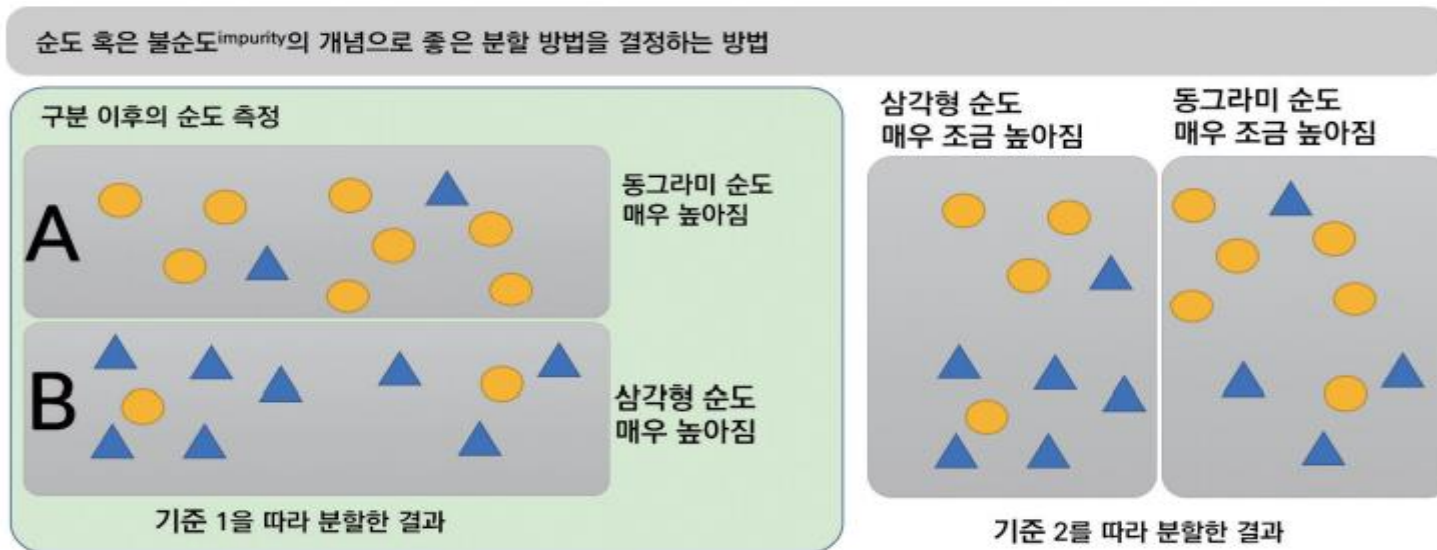 순도 혹은 불순도impurity의 개념으로 좋은 분할 방법을 결정하는 방법
구분 이후의 순도 측정
A
동그라미 순도
매우 높아짐
B
삼각형 순도
매우 높아짐
기준 1을 따라 분할한 결과
삼각형 순도
매우 조금 높아짐
동그라미 순도
매우 조금 높아짐
기준 2를 따라 분할한 결과